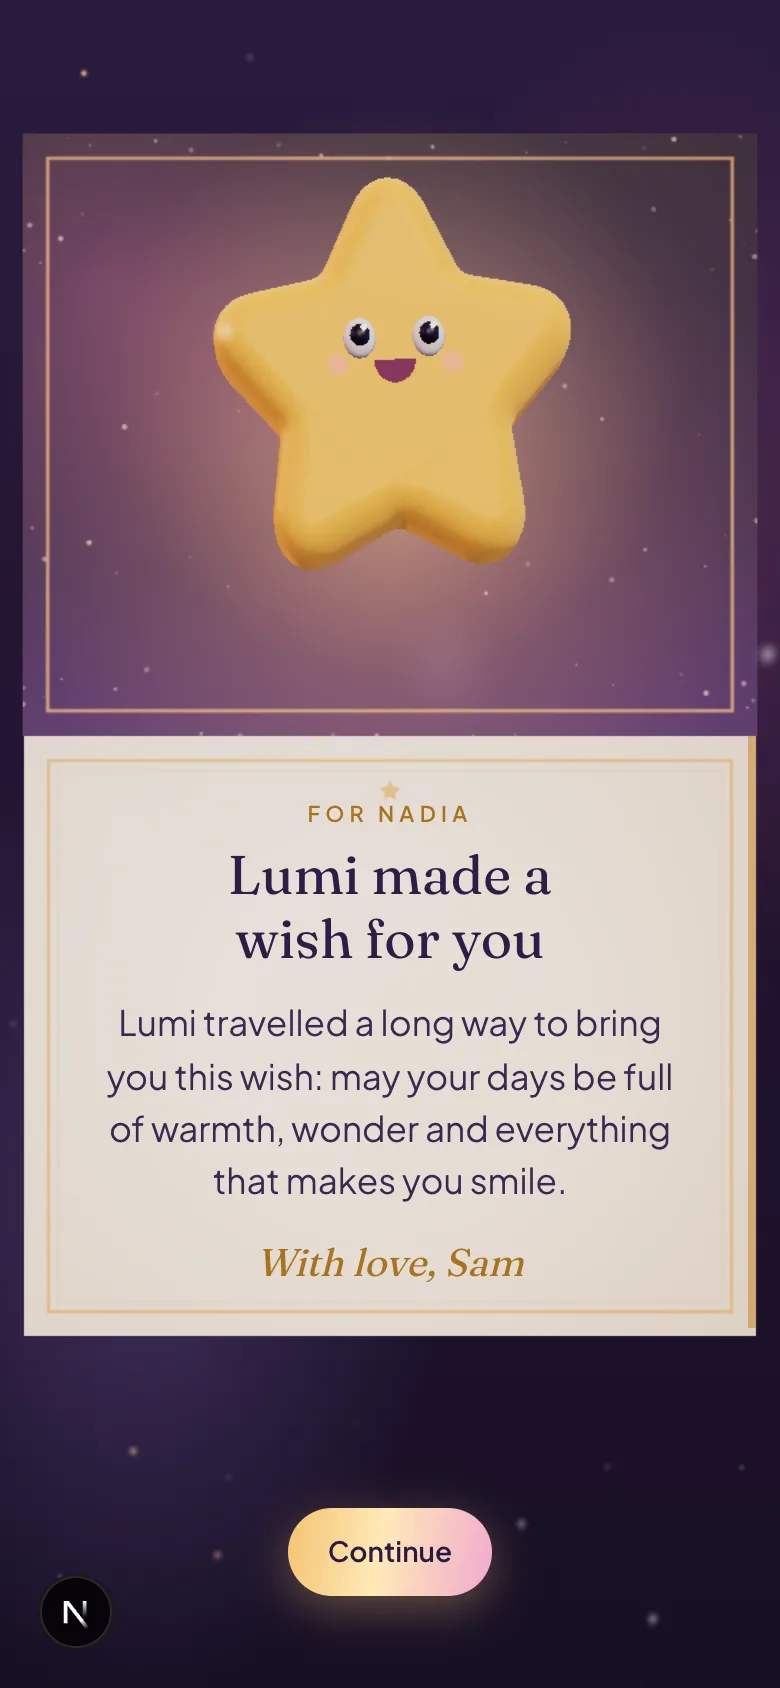 FOR NADIA
Lumi made a
wish for you
Lumi travelled a long way to bring
you this wish: may your days be full
of warmth, wonder and everything
that makes you smile.
With love, Sam
Continue
N